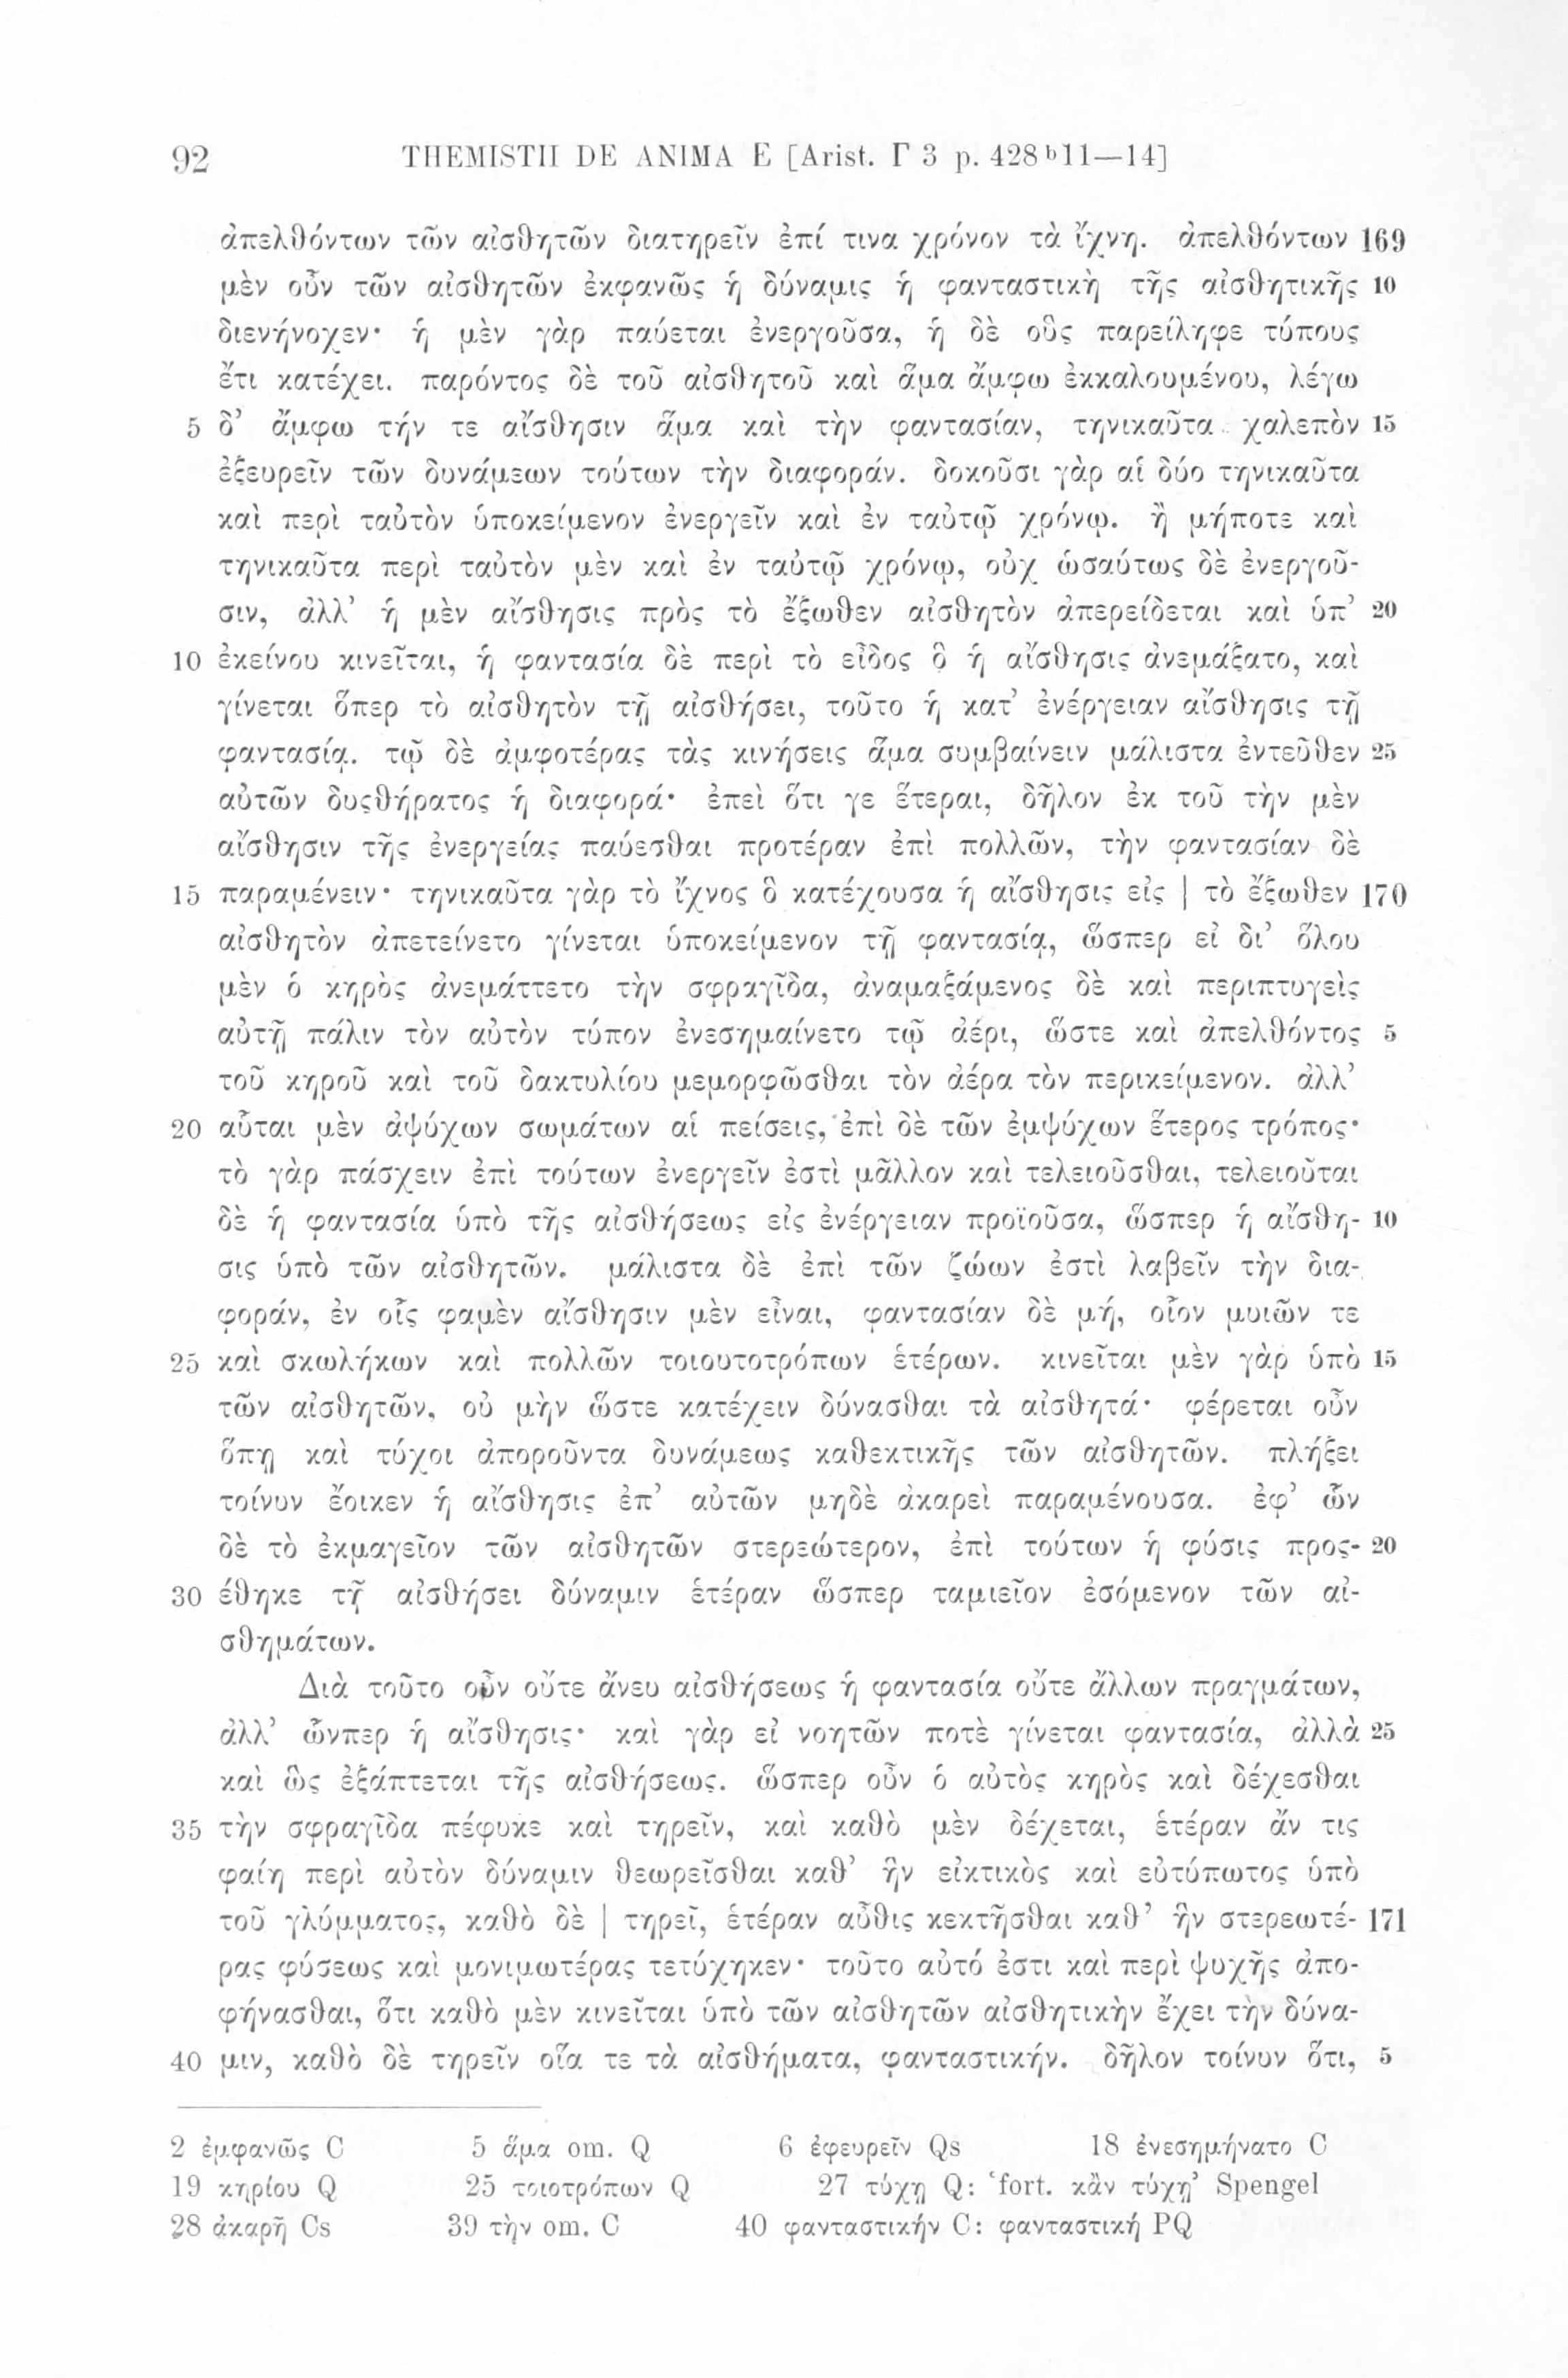 92 THEMISTII DE ANIMA E [Arist. Γ 3 p. 428ᵇ11—14]
ἀπελθόντων τῶν αἰσθητῶν διατηρεῖν ἐπί τινα χρόνον τὰ ἴχνη. ἀπελθόντων 169
μὲν οὖν τῶν αἰσθητῶν ἐκφανῶς ἡ δύναμις ἡ φανταστικὴ τῆς αἰσθητικῆς 10
διενήνοχεν· ἡ μὲν γὰρ παύεται ἐνεργοῦσα, ἡ δὲ οὓς παρείληφε τύπους
ἔτι κατέχει. παρόντος δὲ τοῦ αἰσθητοῦ καὶ ἅμα ἄμφω ἐκκαλουμένου, λέγω
5 δ’ ἄμφω τήν τε αἴσθησιν ἅμα καὶ τὴν φαντασίαν, τηνικαῦτα χαλεπὸν 15
ἐξευρεῖν τῶν δυνάμεων τούτων τὴν διαφοράν. δοκοῦσι γὰρ αἱ δύο τηνικαῦτα
καὶ περὶ ταὐτὸν ὑποκείμενον ἐνεργεῖν καὶ ἐν ταὐτῷ χρόνῳ. ἢ μήποτε καὶ
τηνικαῦτα περὶ ταὐτὸν μὲν καὶ ἐν ταὐτῷ χρόνῳ, οὐχ ὡσαύτως δὲ ἐνεργοῦ-
σιν, ἀλλ’ ἡ μὲν αἴσθησις πρὸς τὸ ἔξωθεν αἰσθητὸν ἀπερείδεται καὶ ὑπ’ 20
10 ἐκείνου κινεῖται, ἡ φαντασία δὲ περὶ τὸ εἶδος ὃ ἡ αἴσθησις ἀνεμάξατο, καὶ
γίνεται ὅπερ τὸ αἰσθητὸν τῇ αἰσθήσει, τοῦτο ἡ κατ’ ἐνέργειαν αἴσθησις τῇ
φαντασίᾳ. τῷ δὲ ἀμφοτέρας τὰς κινήσεις ἅμα συμβαίνειν μάλιστα ἐντεῦθεν 25
αὐτῶν δυςθήρατος ἡ διαφορά· ἐπεὶ ὅτι γε ἕτεραι, δῆλον ἐκ τοῦ τὴν μὲν
αἴσθησιν τῆς ἐνεργείας παύεσθαι προτέραν ἐπὶ πολλῶν, τὴν φαντασίαν δὲ
15 παραμένειν· τηνικαῦτα γὰρ τὸ ἴχνος ὃ κατέχουσα ἡ αἴσθησις εἰς | τὸ ἔξωθεν 170
αἰσθητὸν ἀπετείνετο γίνεται ὑποκείμενον τῇ φαντασίᾳ, ὥσπερ εἰ δι’ ὅλου
μὲν ὁ κηρὸς ἀνεμάττετο τὴν σφραγῖδα, ἀναμαξάμενος δὲ καὶ περιπτυγεὶς
αὐτῇ πάλιν τὸν αὐτὸν τύπον ἐνεσημαίνετο τῷ ἀέρι, ὥστε καὶ ἀπελθόντος 5
τοῦ κηροῦ καὶ τοῦ δακτυλίου μεμορφῶσθαι τὸν ἀέρα τὸν περικείμενον. ἀλλ’
20 αὗται μὲν ἀψύχων σωμάτων αἱ πείσεις, ἐπὶ δὲ τῶν ἐμψύχων ἕτερος τρόπος·
τὸ γὰρ πάσχειν ἐπὶ τούτων ἐνεργεῖν ἐστὶ μᾶλλον καὶ τελειοῦσθαι, τελειοῦται
δὲ ἡ φαντασία ὑπὸ τῆς αἰσθήσεως εἰς ἐνέργειαν προϊοῦσα, ὥσπερ ἡ αἴσθη- 10
σις ὑπὸ τῶν αἰσθητῶν. μάλιστα δὲ ἐπὶ τῶν ζώων ἐστὶ λαβεῖν τὴν δια-
φοράν, ἐν οἷς φαμὲν αἴσθησιν μὲν εἶναι, φαντασίαν δὲ μή, οἷον μυιῶν τε
25 καὶ σκωλήκων καὶ πολλῶν τοιουτοτρόπων ἑτέρων. κινεῖται μὲν γὰρ ὑπὸ 15
τῶν αἰσθητῶν, οὐ μὴν ὥστε κατέχειν δύνασθαι τὰ αἰσθητά· φέρεται οὖν
ὅπῃ καὶ τύχοι ἀποροῦντα δυνάμεως καθεκτικῆς τῶν αἰσθητῶν. πλήξει
τοίνυν ἔοικεν ἡ αἴσθησις ἐπ’ αὐτῶν μηδὲ ἀκαρεὶ παραμένουσα. ἐφ’ ὧν
δὲ τὸ ἐκμαγεῖον τῶν αἰσθητῶν στερεώτερον, ἐπὶ τούτων ἡ φύσις προς- 20
30 έθηκε τῇ αἰσθήσει δύναμιν ἑτέραν ὥσπερ ταμιεῖον ἐσόμενον τῶν αἰ-
σθημάτων.
Διὰ τοῦτο οὖν οὔτε ἄνευ αἰσθήσεως ἡ φαντασία οὔτε ἄλλων πραγμάτων,
ἀλλ’ ὧνπερ ἡ αἴσθησις· καὶ γὰρ εἰ νοητῶν ποτὲ γίνεται φαντασία, ἀλλὰ 25
καὶ ὣς ἐξάπτεται τῆς αἰσθήσεως. ὥσπερ οὖν ὁ αὐτὸς κηρὸς καὶ δέχεσθαι
35 τὴν σφραγῖδα πέφυκε καὶ τηρεῖν, καὶ καθὸ μὲν δέχεται, ἑτέραν ἄν τις
φαίη περὶ αὐτὸν δύναμιν θεωρεῖσθαι καθ’ ἣν εἰκτικὸς καὶ εὐτύπωτος ὑπὸ
τοῦ γλύμματος, καθὸ δὲ | τηρεῖ, ἑτέραν αὖθις κεκτῆσθαι καθ’ ἣν στερεωτέ- 171
ρας φύσεως καὶ μονιμωτέρας τετύχηκεν· τοῦτο αὐτό ἐστι καὶ περὶ ψυχῆς ἀπο-
φήνασθαι, ὅτι καθὸ μὲν κινεῖται ὑπὸ τῶν αἰσθητῶν αἰσθητικὴν ἔχει τὴν δύνα-
40 μιν, καθὸ δὲ τηρεῖν οἵα τε τὰ αἰσθήματα, φανταστικήν. δῆλον τοίνυν ὅτι, 5
2 ἐμφανῶς C 5 ἅμα om. Q 6 ἐφευρεῖν Qs 18 ἐνεσημήνατο C
19 κηρίου Q 25 τοιοτρόπων Q 27 τύχῃ Q: ‘fort. κἂν τύχῃ’ Spengel
28 ἀκαρῆ Cs 39 τὴν om. C 40 φανταστικήν C: φανταστική PQ